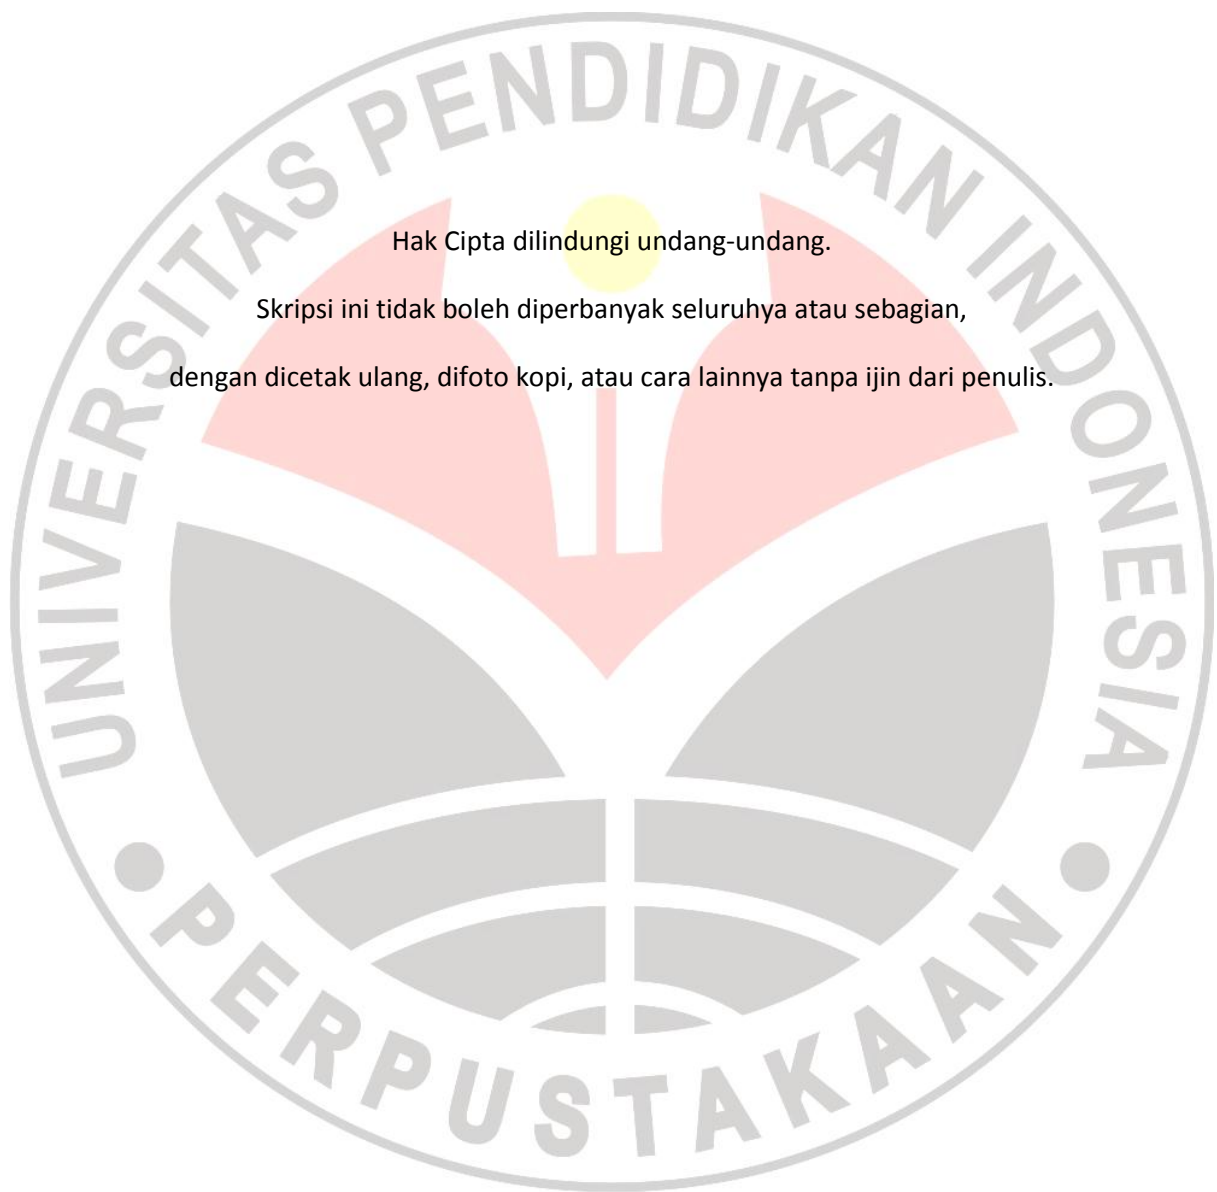 UNIVERSITAS PENDIDIKAN INDONESIA
Hak Cipta dilindungi undang-undang.
Skripsi ini tidak boleh diperbanyak seluruhya atau sebagian,
dengan dicetak ulang, difoto kopi, atau cara lainnya tanpa ijin dari penulis.
PERPUSTAKAAN